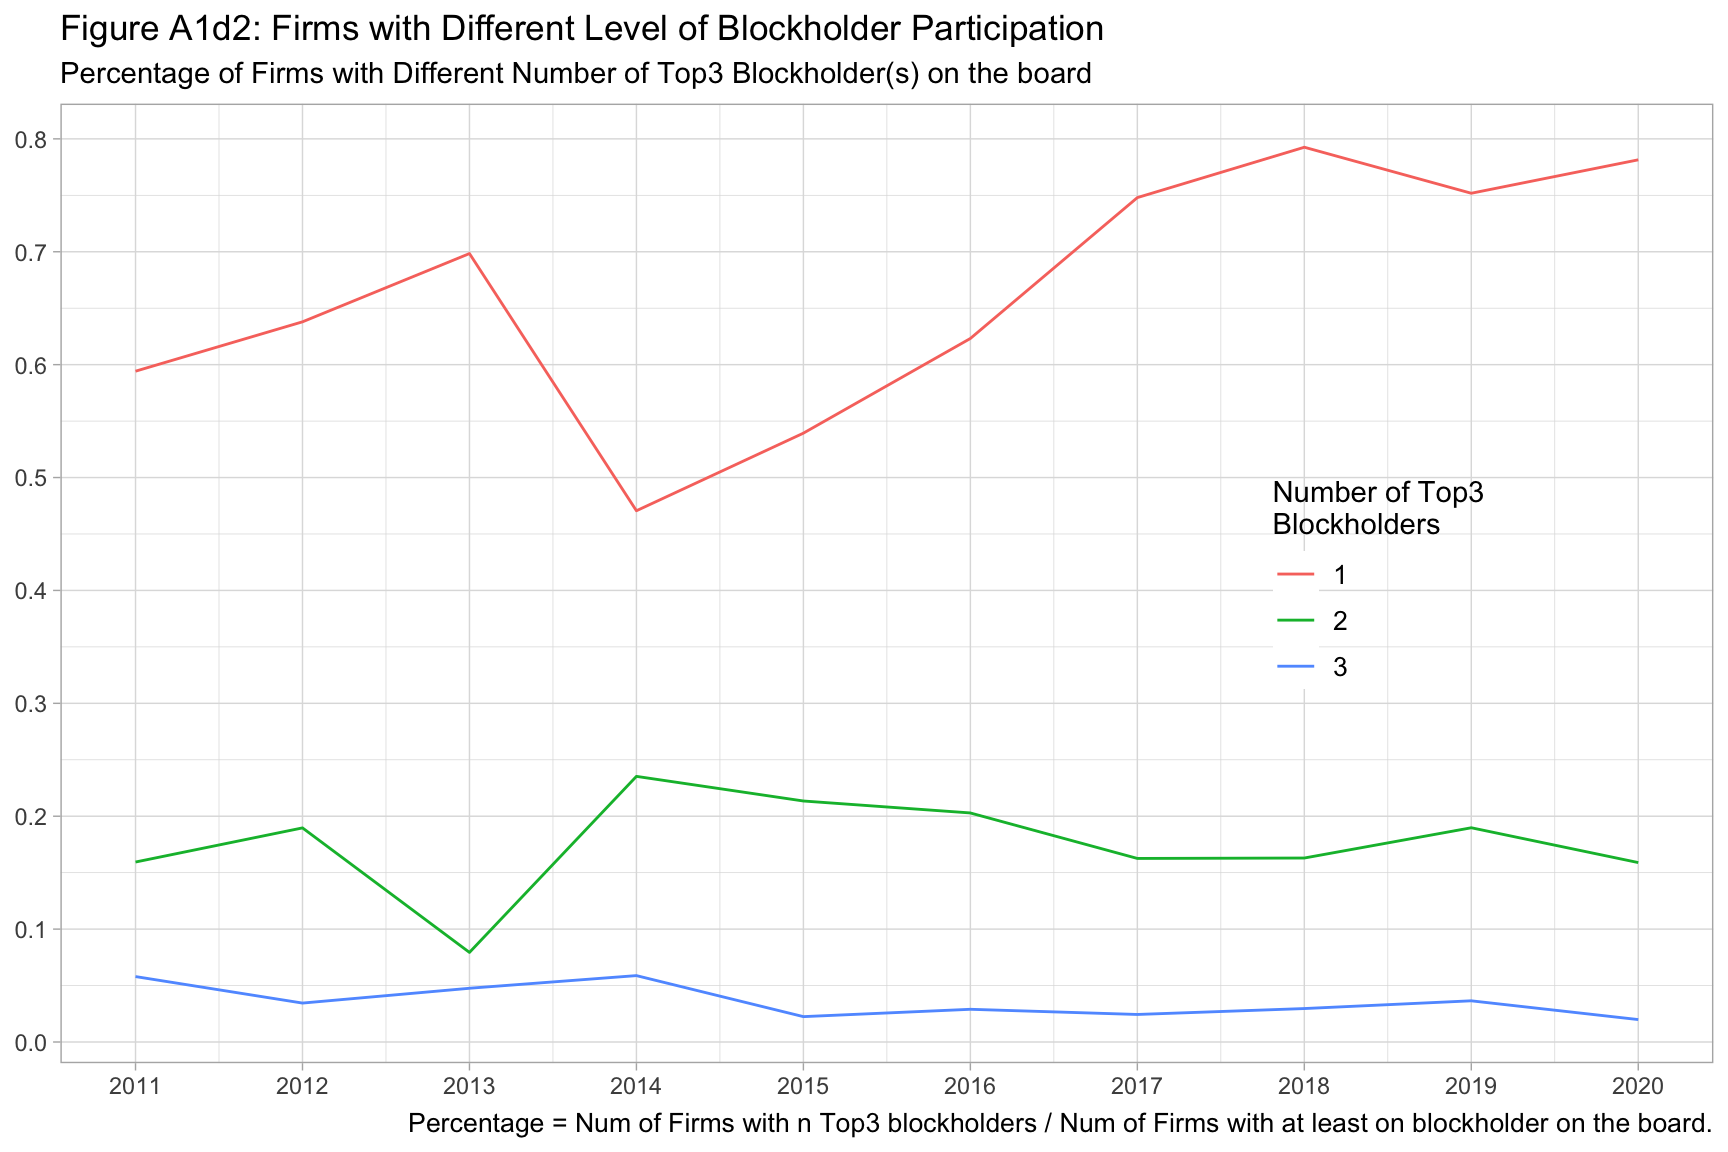 Figure A1d2: Firms with Different Level of Blockholder Participation
Percentage of Firms with Different Number of Top3 Blockholder(s) on the board
0.8
0.7
0.6
0.5
0.4
0.3
0.2
0.1
0.0
Number of Top3
Blockholders
1
2
3
2011 2012 2013 2014 2015 2016 2017 2018 2019 2020
Percentage = Num of Firms with n Top3 blockholders / Num of Firms with at least on blockholder on the board.